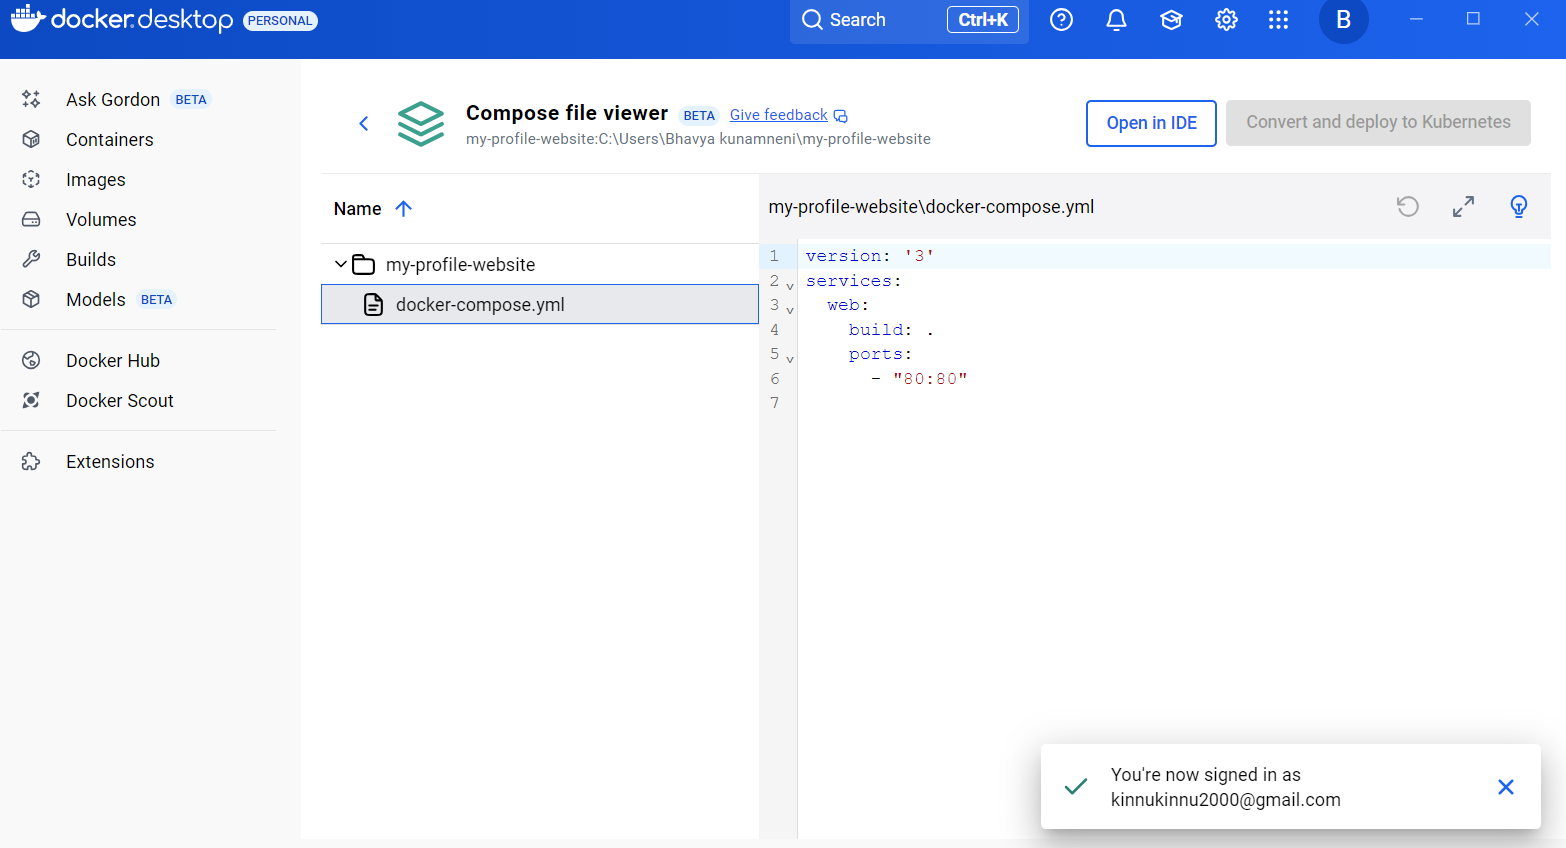 docker.desktop PERSONAL
Search Ctrl+K
B
Ask Gordon BETA
Containers
Images
Volumes
Builds
Models BETA
Docker Hub
Docker Scout
Extensions
Compose file viewer BETA Give feedback
my-profile-website:C:\Users\Bhavya kunamneni\my-profile-website
Open in IDE
Convert and deploy to Kubernetes
Name
my-profile-website
docker-compose.yml
my-profile-website\docker-compose.yml
1 version: '3'
2 services:
3 web:
4 build: .
5 ports:
6 - "80:80"
7
You're now signed in as
kinnukinnu2000@gmail.com